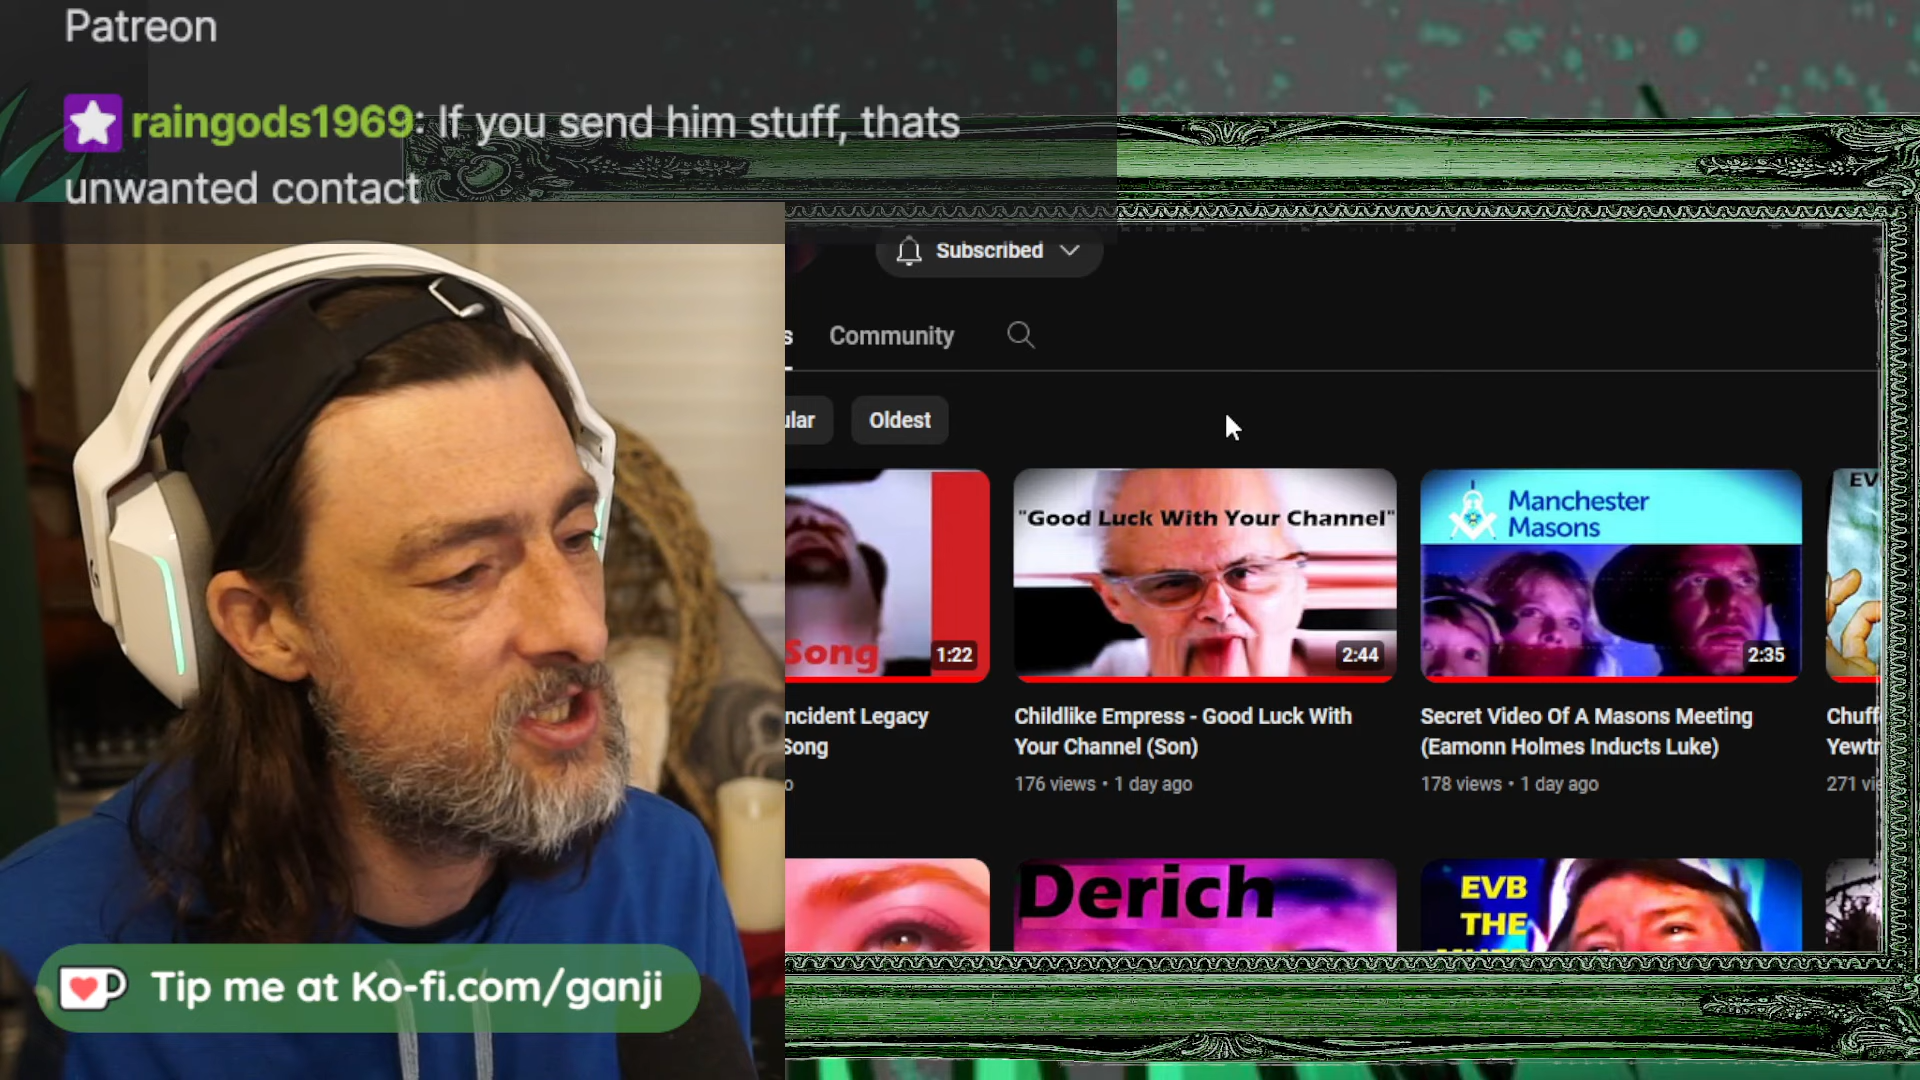 Patreon
raingods1969: If you send him stuff, thats
unwanted contact
Subscribed
Community
Oldest
"Good Luck With Your Channel"
Manchester
Masons
Song
1:22
2:44
2:35
Legacy
Song
Childlike Empress - Good Luck With
Your Channel (Son)
176 views • 1 day ago
Secret Video Of A Masons Meeting
(Eamonn Holmes Inducts Luke)
178 views • 1 day ago
271
Derich
EVB
THE
Tip me at Ko-fi.com/ganji